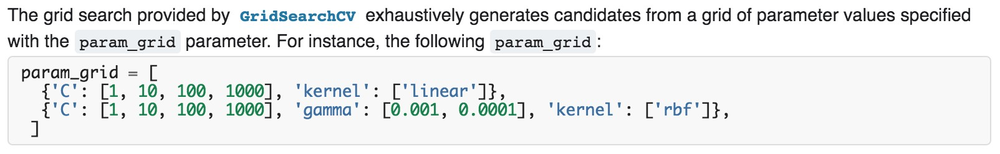 The grid search provided by GridSearchCV exhaustively generates candidates from a grid of parameter values specified
with the param_grid parameter. For instance, the following param_grid:
param_grid = [
  {'C': [1, 10, 100, 1000], 'kernel': ['linear']},
  {'C': [1, 10, 100, 1000], 'gamma': [0.001, 0.0001], 'kernel': ['rbf']},
 ]